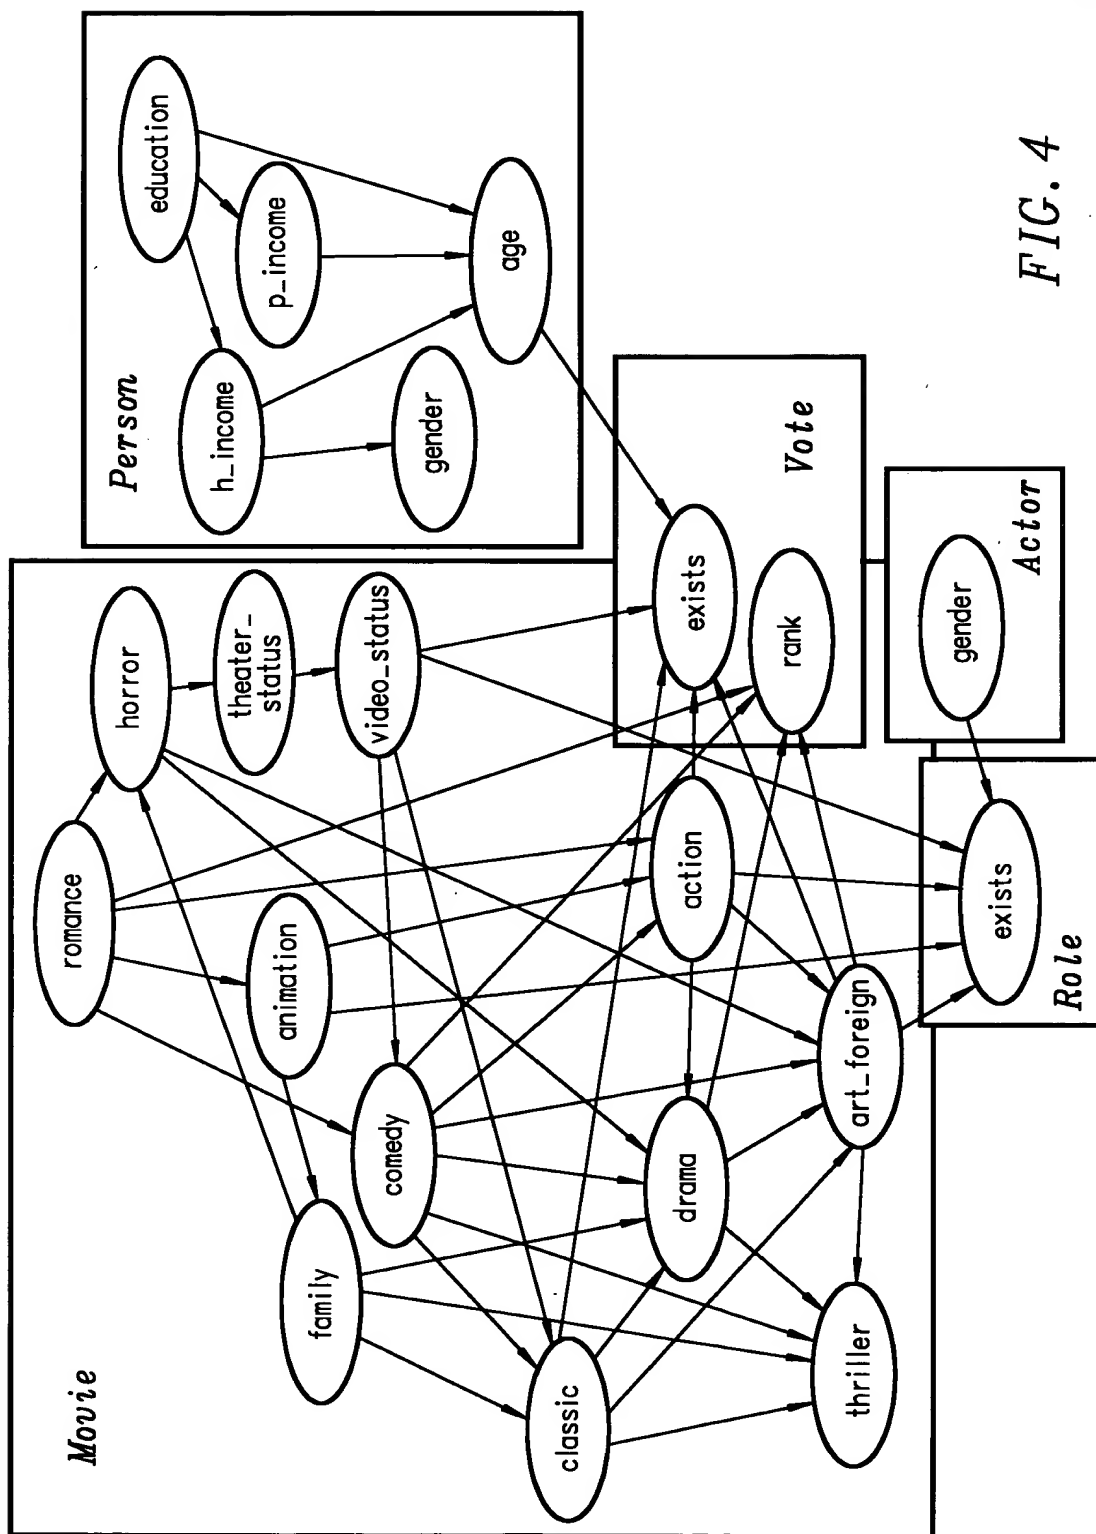 Movie
romance
horror
theater_
status
video_status
animation
family
comedy
classic
action
drama
art_foreign
thriller
Person
education
h_income
p_income
gender
age
Vote
exists
rank
Actor
gender
Role
exists
FIG. 4